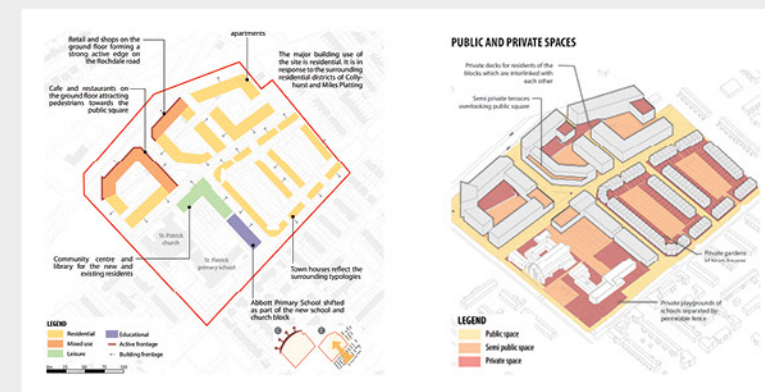 Retail and shops on the
ground floor forming a
strong active edge on
the Rochdale road
apartments
The major building use of
the site is residential. It is in
response to the surrounding
residential districts of Colly-
hurst and Miles Platting
Cafe and restaurants on
the ground floor attracting
pedestrians towards the
public square
St. Patrick
church
St. Patrick
primary school
Community centre and
library for the new and
existing residents
Town houses reflect the
surrounding typologies
Abbott Primary School shifted
as part of the new school and
church block
LEGEND
Residential
Mixed use
Leisure
Educational
Active frontage
Building frontage
PUBLIC AND PRIVATE SPACES
Private decks for residents of the
blocks which are interlinked with
each other
Semi private terraces
overlooking public square
Private gardens
of town houses
Private playgrounds of
schools separated by
permeable fence
LEGEND
Public space
Semi public space
Private space